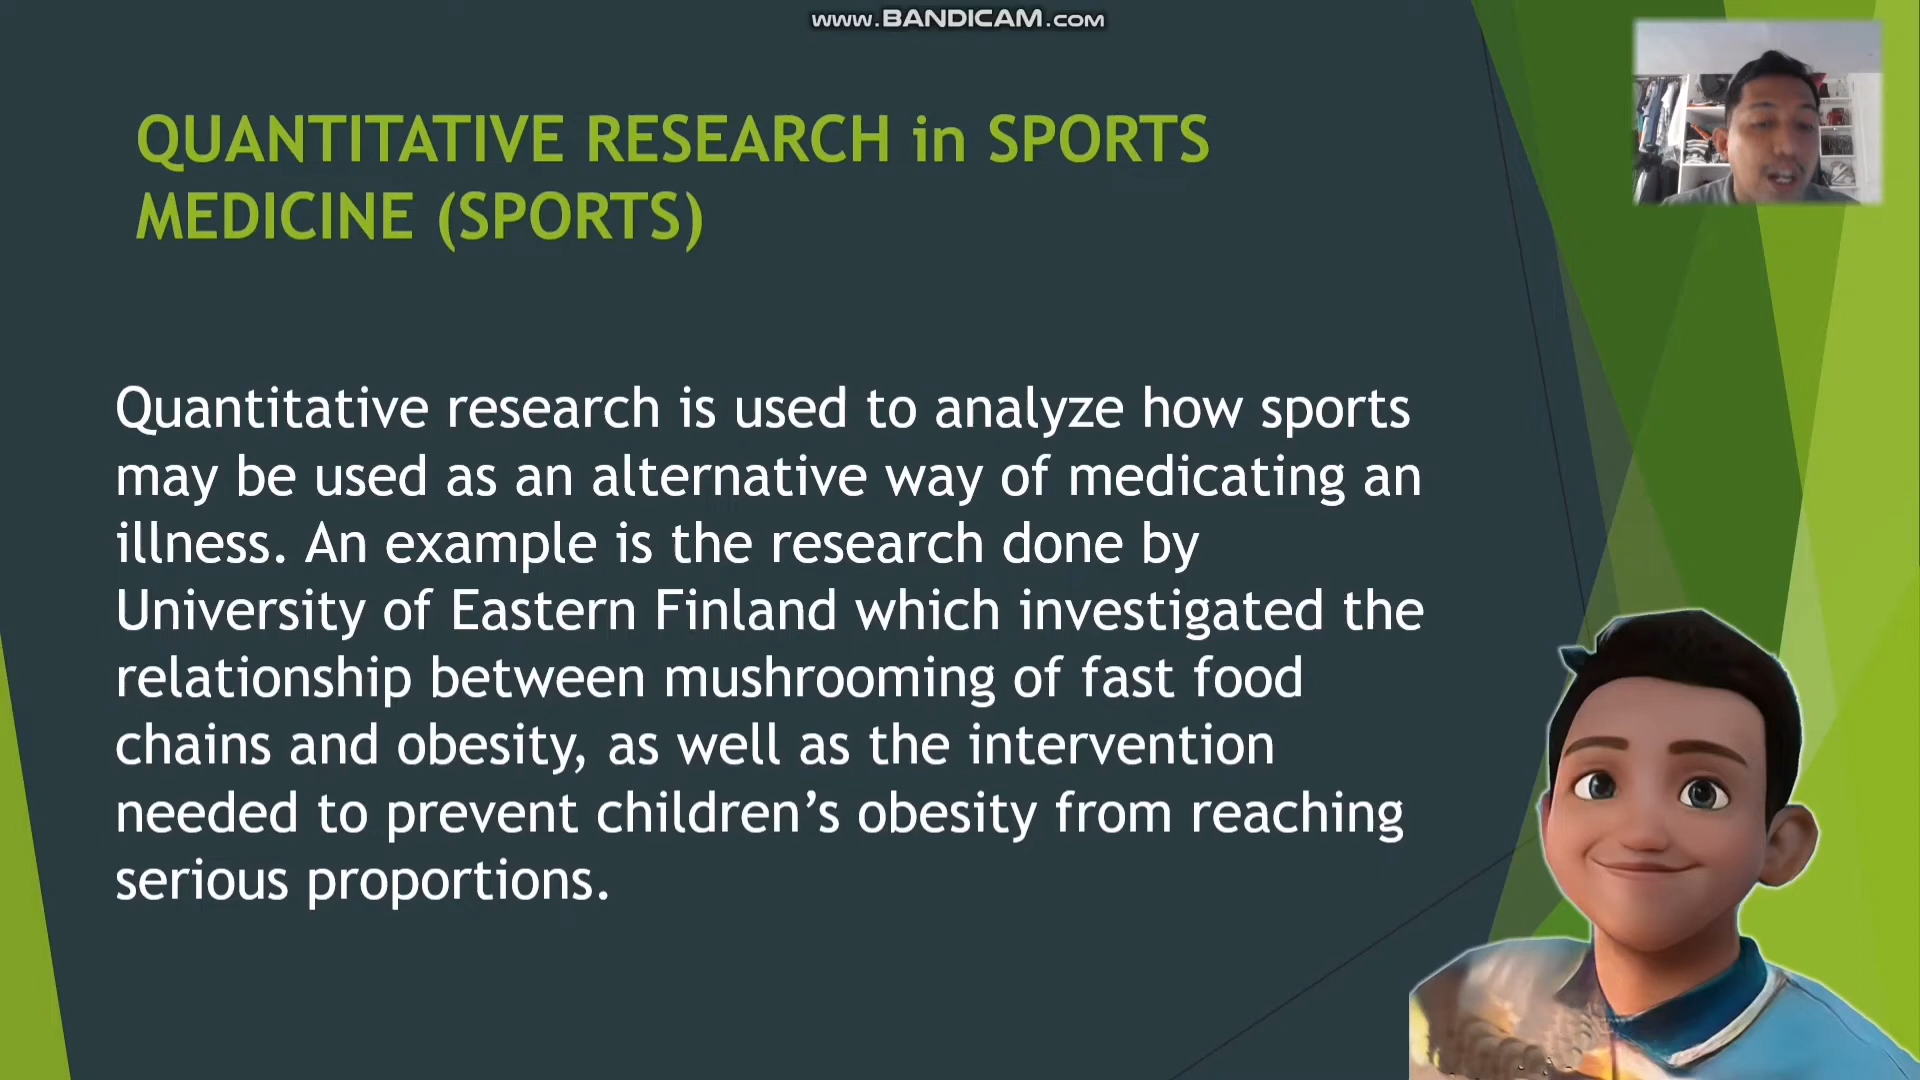 www.BANDICAM.com
QUANTITATIVE RESEARCH in SPORTS
MEDICINE (SPORTS)
Quantitative research is used to analyze how sports
may be used as an alternative way of medicating an
illness. An example is the research done by
University of Eastern Finland which investigated the
relationship between mushrooming of fast food
chains and obesity, as well as the intervention
needed to prevent children’s obesity from reaching
serious proportions.